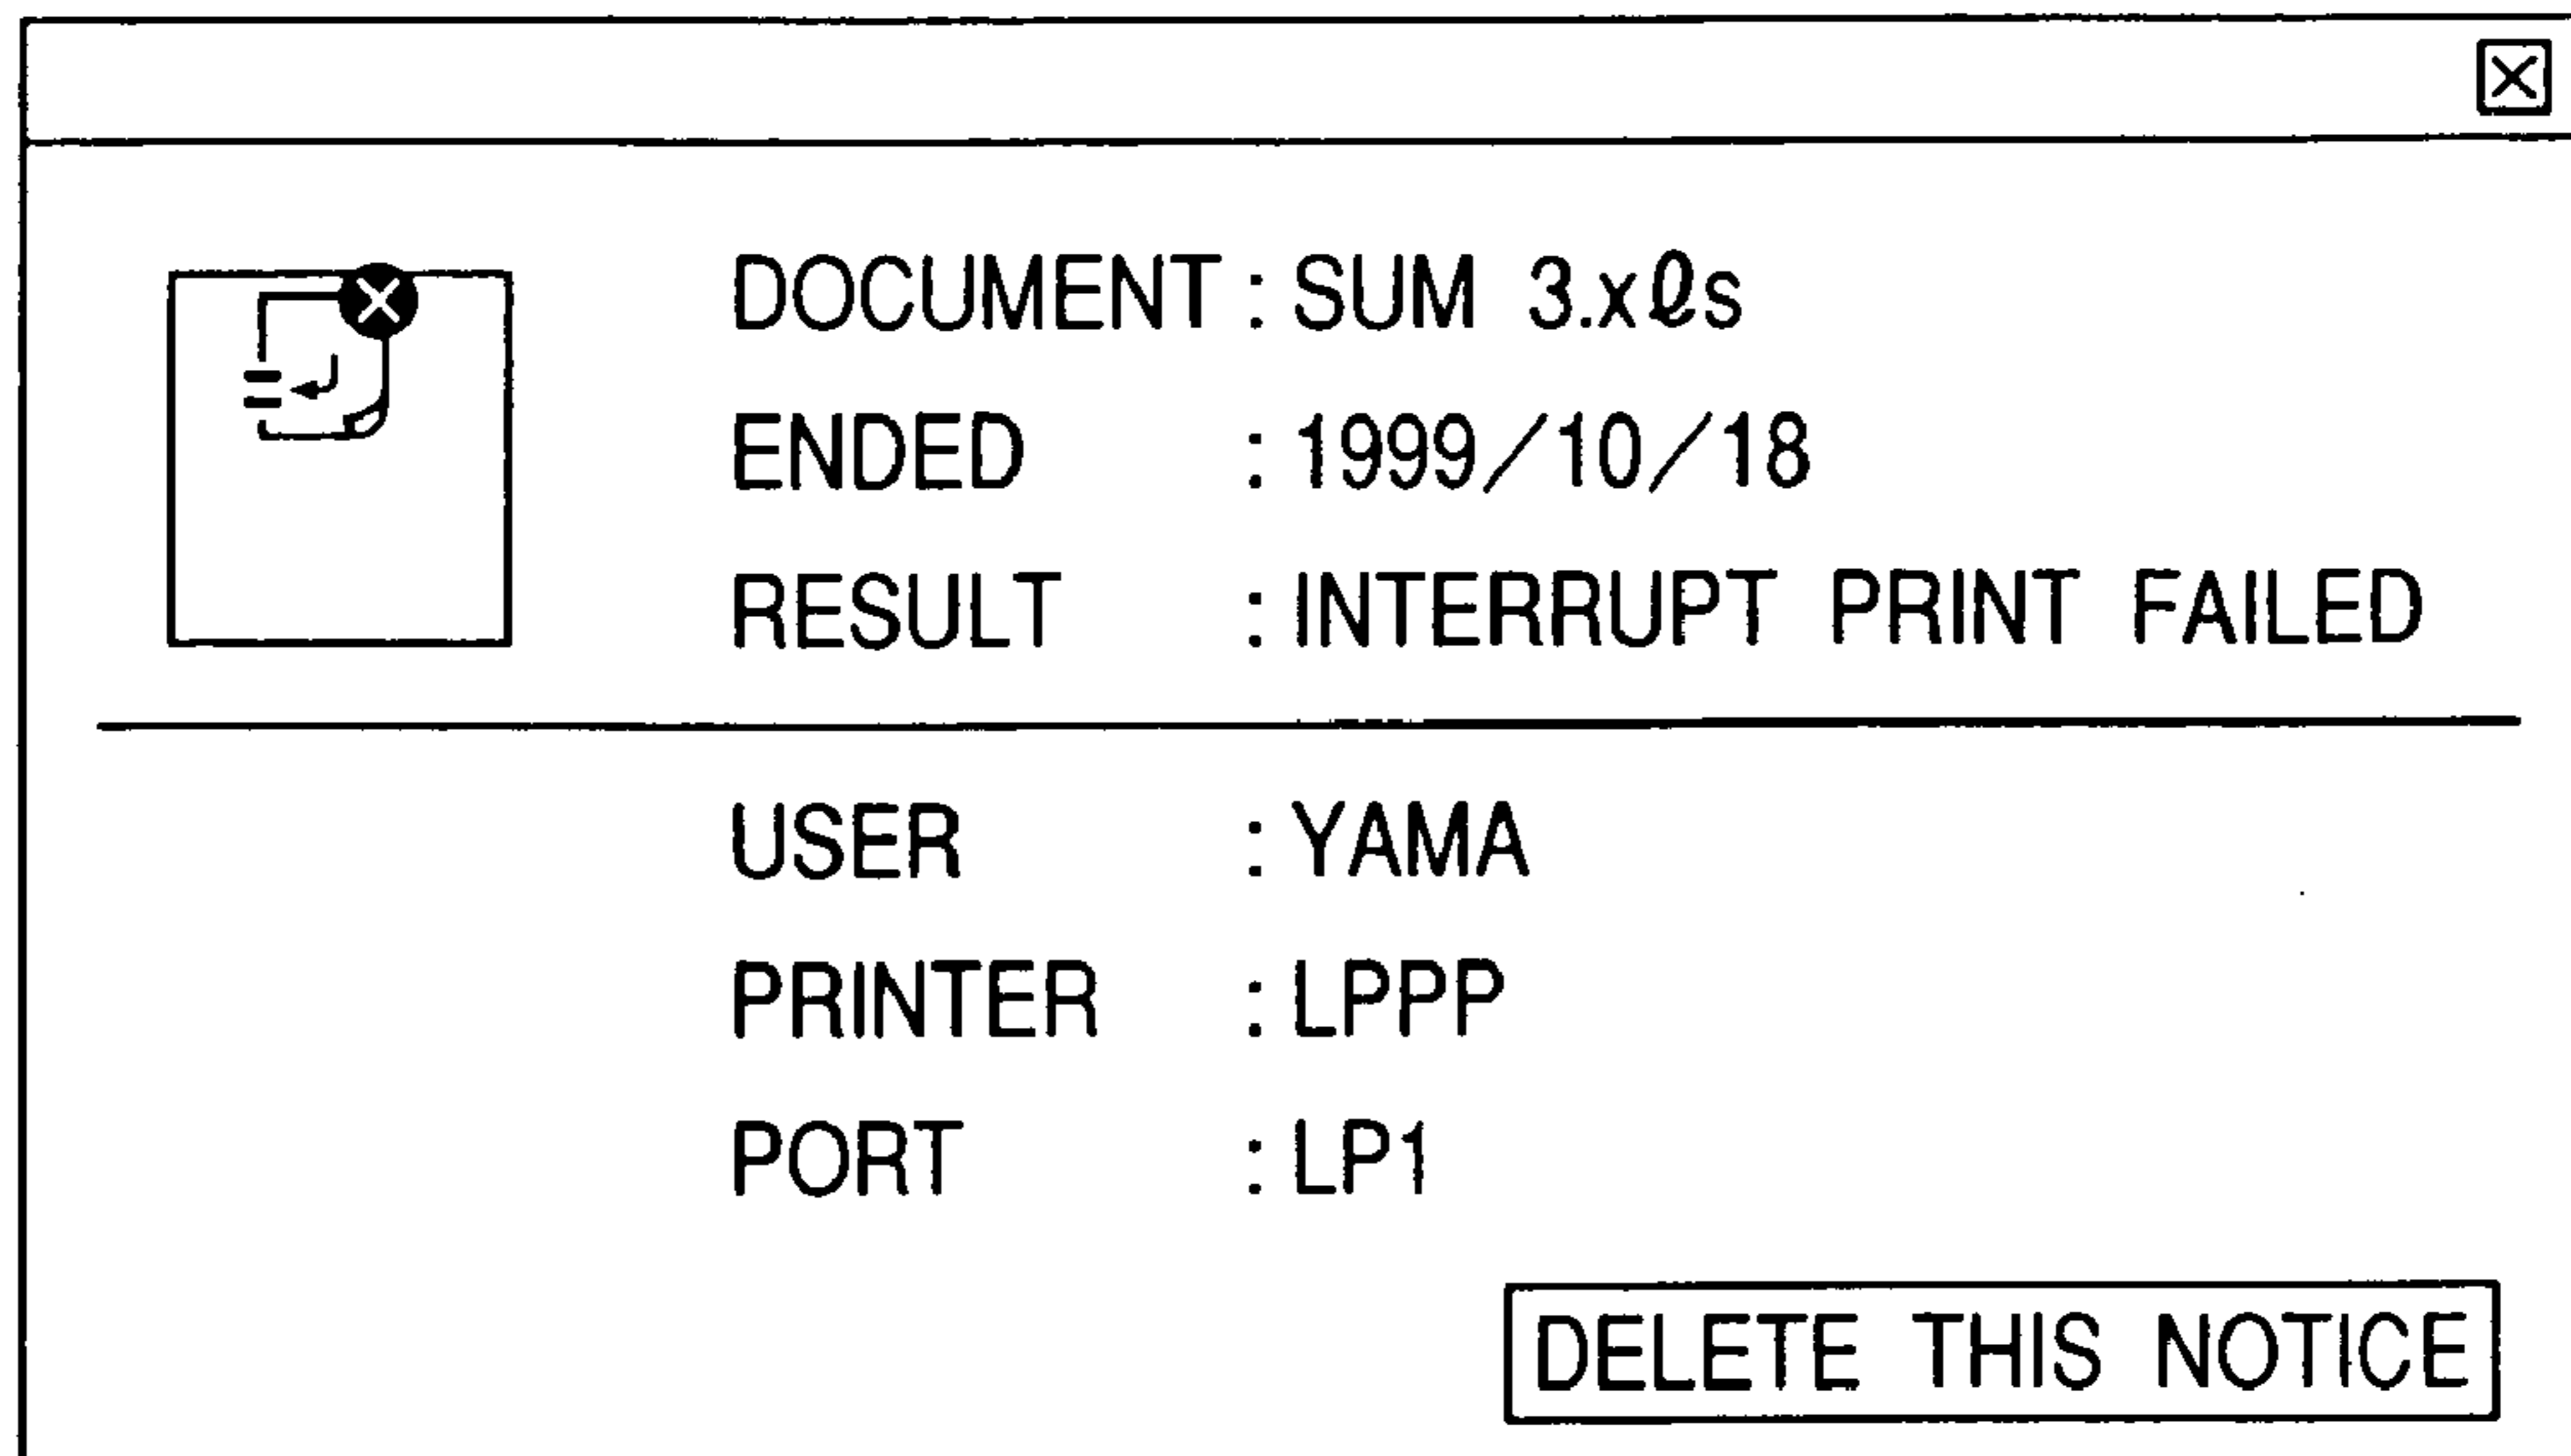 DOCUMENT : SUM 3.xℓs
ENDED : 1999/10/18
RESULT : INTERRUPT PRINT FAILED
USER : YAMA
PRINTER : LPPP
PORT : LP1
DELETE THIS NOTICE